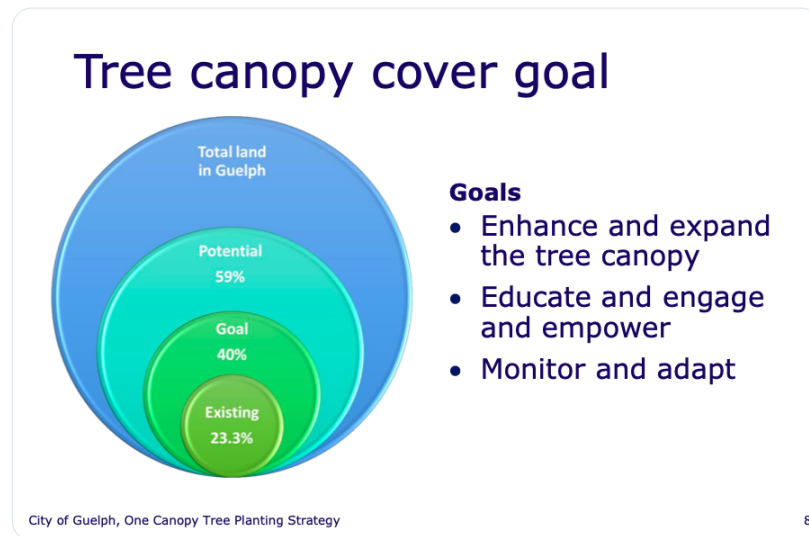 Tree canopy cover goal
Total land
in Guelph
Potential
59%
Goal
40%
Existing
23.3%
Goals
• Enhance and expand
the tree canopy
• Educate and engage
and empower
• Monitor and adapt
City of Guelph, One Canopy Tree Planting Strategy
8